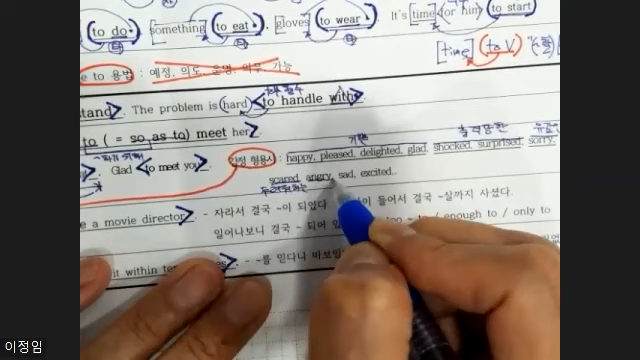 (to do. [something (to eat. [gloves (to wear. It's [time] (for him) (to start
[time] (to V)
e to 용법 : 예정, 의도, 운명, 의무, 가능
stand The problem is (hard) to handle with
to ( = so as to) meet her
Glad to meet you 감정 형용사 : happy, pleased, delighted, glad, shocked, surprised, sorry,
scared, angry, sad, excited..
e a movie director - 자라서 결국 ~이 되었다 들어서 결국 ~살까지 사셨다.
일어나보니 결국 ~ 되어 enough to / only to
it within - ~를 믿다니 바보임
이정임